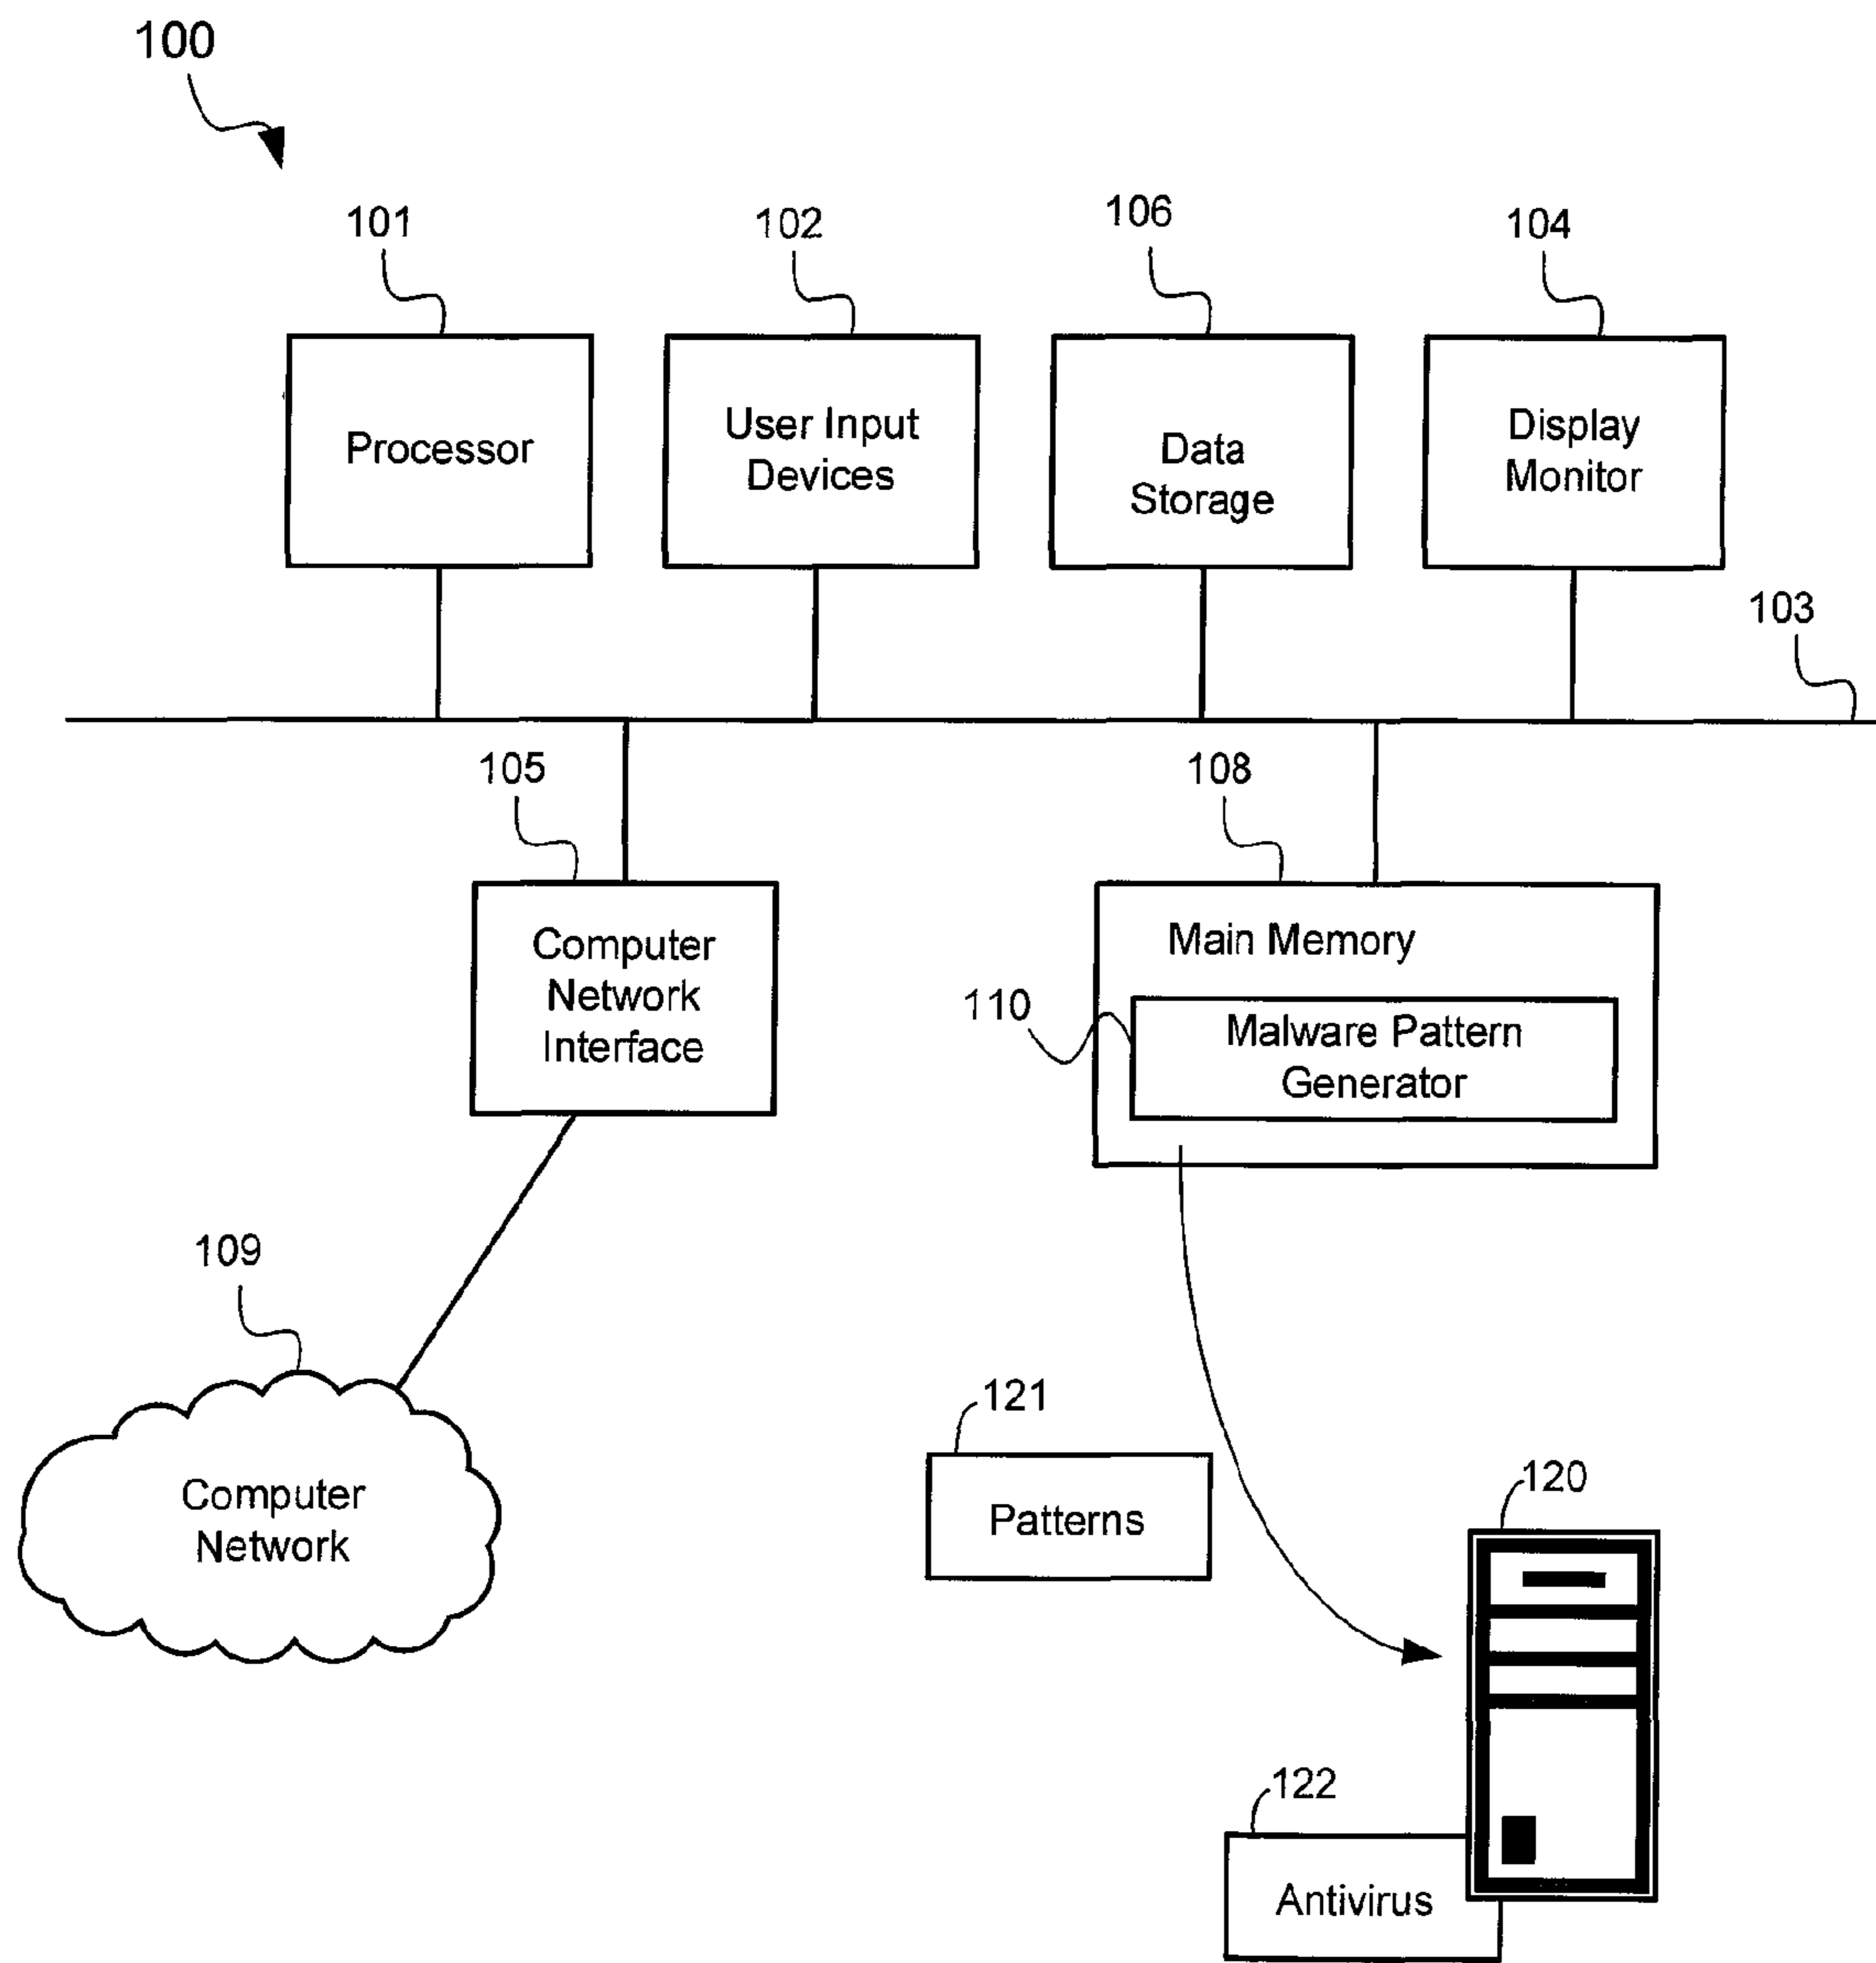 100
101
102
106
104
Processor
User Input
Devices
Data
Storage
Display
Monitor
103
105
108
Computer
Network
Interface
Main Memory
110
Malware Pattern
Generator
109
Computer
Network
121
Patterns
120
122
Antivirus